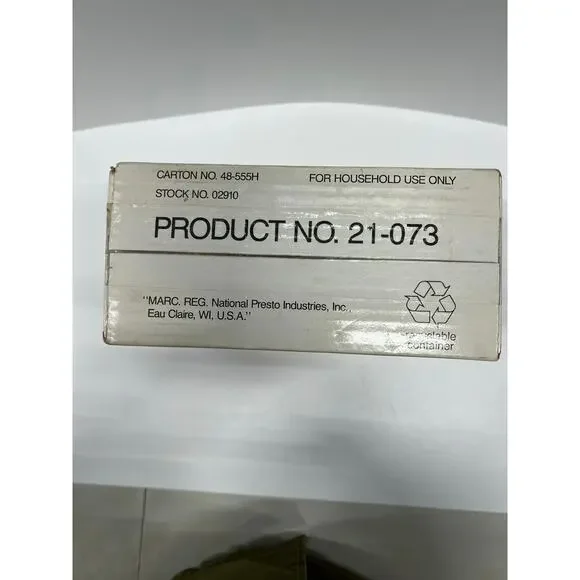 CARTON NO. 48-555H FOR HOUSEHOLD USE ONLY
STOCK NO. 02910
PRODUCT NO. 21-073
"MARC. REG. National Presto Industries, Inc.,
Eau Claire, WI, U.S.A."
recyclable
container